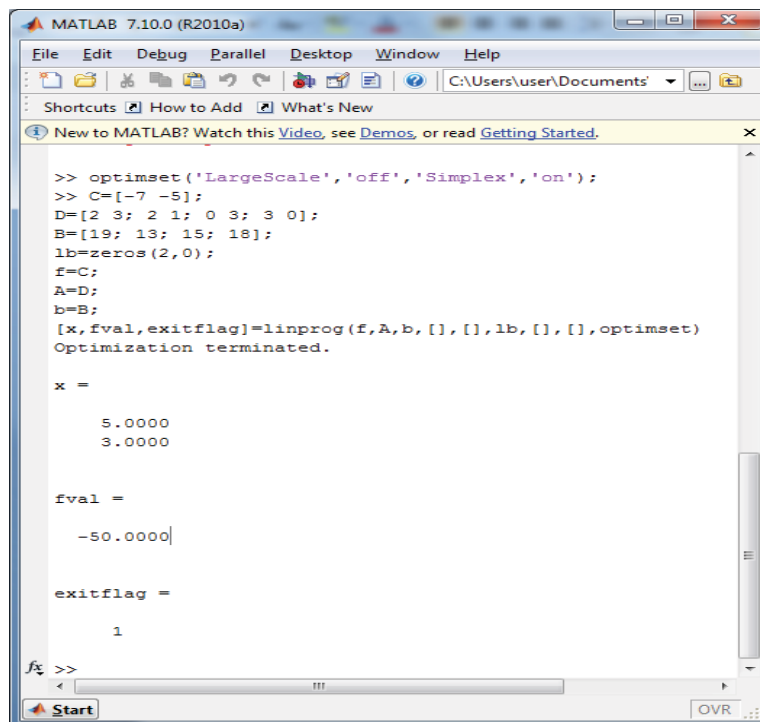 MATLAB 7.10.0 (R2010a)
File Edit Debug Parallel Desktop Window Help
C:\Users\user\Documents'
Shortcuts How to Add What's New
New to MATLAB? Watch this Video, see Demos, or read Getting Started.
>> optimset('LargeScale','off','Simplex','on');
>> C=[-7 -5];
D=[2 3; 2 1; 0 3; 3 0];
B=[19; 13; 15; 18];
lb=zeros(2,0);
f=C;
A=D;
b=B;
[x,fval,exitflag]=linprog(f,A,b,[],[],lb,[],[],optimset)
Optimization terminated.
x =
5.0000
3.0000
fval =
-50.0000
exitflag =
1
fx >>
Start OVR